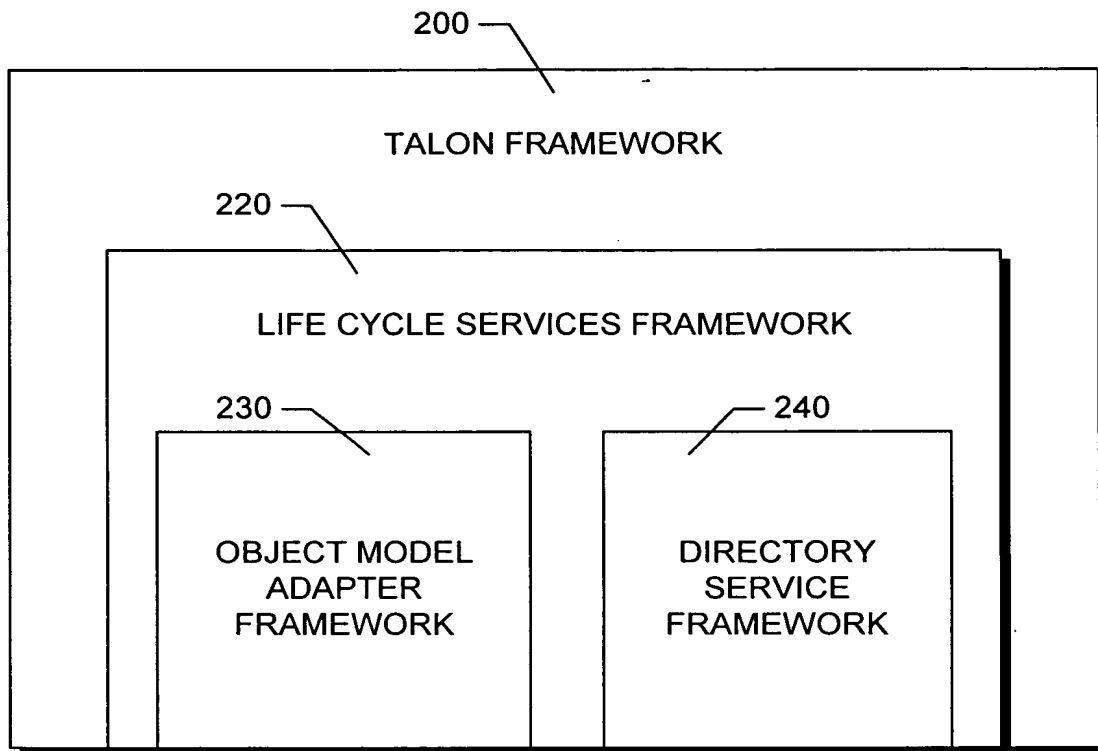 200
TALON FRAMEWORK
220
LIFE CYCLE SERVICES FRAMEWORK
230
240
OBJECT MODEL
ADAPTER
FRAMEWORK
DIRECTORY
SERVICE
FRAMEWORK